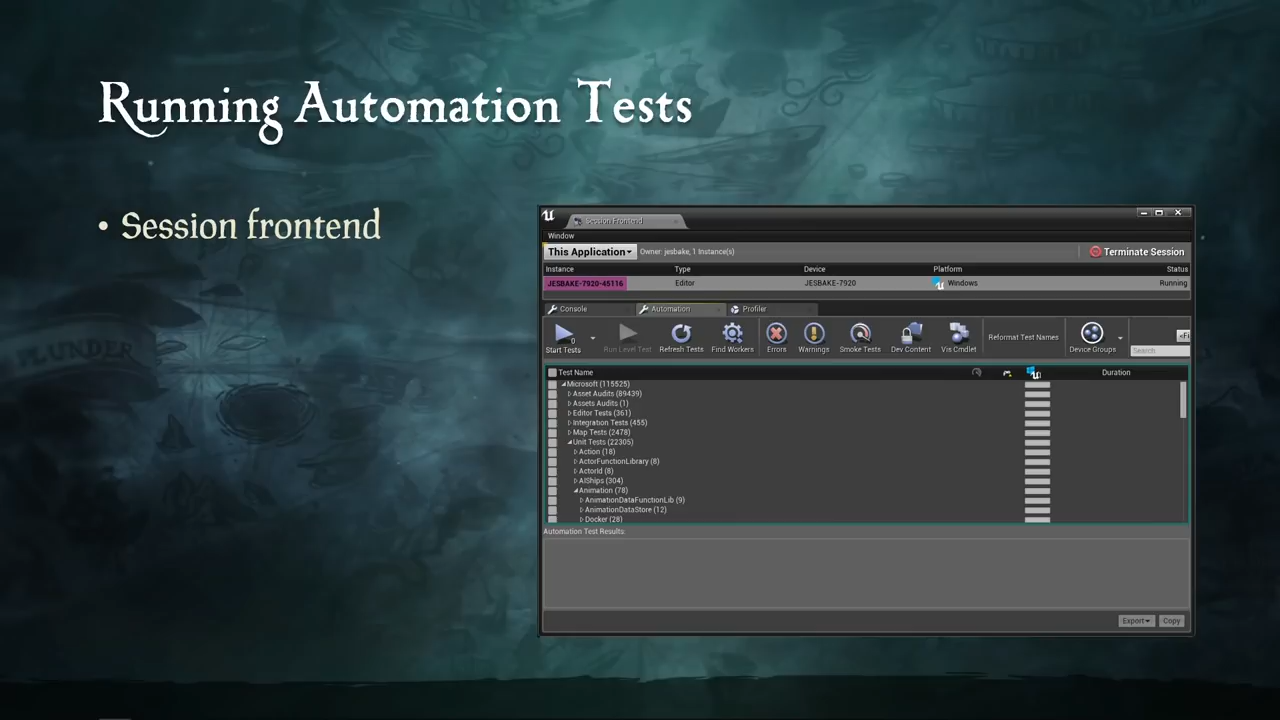 Running Automation Tests
• Session frontend
Session Frontend
Window
This Application Owner: jesbake, 1 Instance(s) Terminate Session
Instance Type Device Platform Status
JESBAKE-7920-45116 Editor JESBAKE-7920 Windows Running
Console Automation Profiler
0
Start Tests Run Level Test Refresh Tests Find Workers Errors Warnings Smoke Tests Dev Content Vis Cmdlet Reformat Test Names Device Groups
Search
Test Name Duration
Microsoft (115525)
Asset Audits (89439)
Assets Audits (1)
Editor Tests (361)
Integration Tests (455)
Map Tests (2478)
Unit Tests (22305)
Action (18)
ActorFunctionLibrary (8)
ActorId (8)
AIShips (304)
Animation (78)
AnimationDataFunctionLib (9)
AnimationDataStore (12)
Docker (28)
Automation Test Results:
Export Copy
UNDER